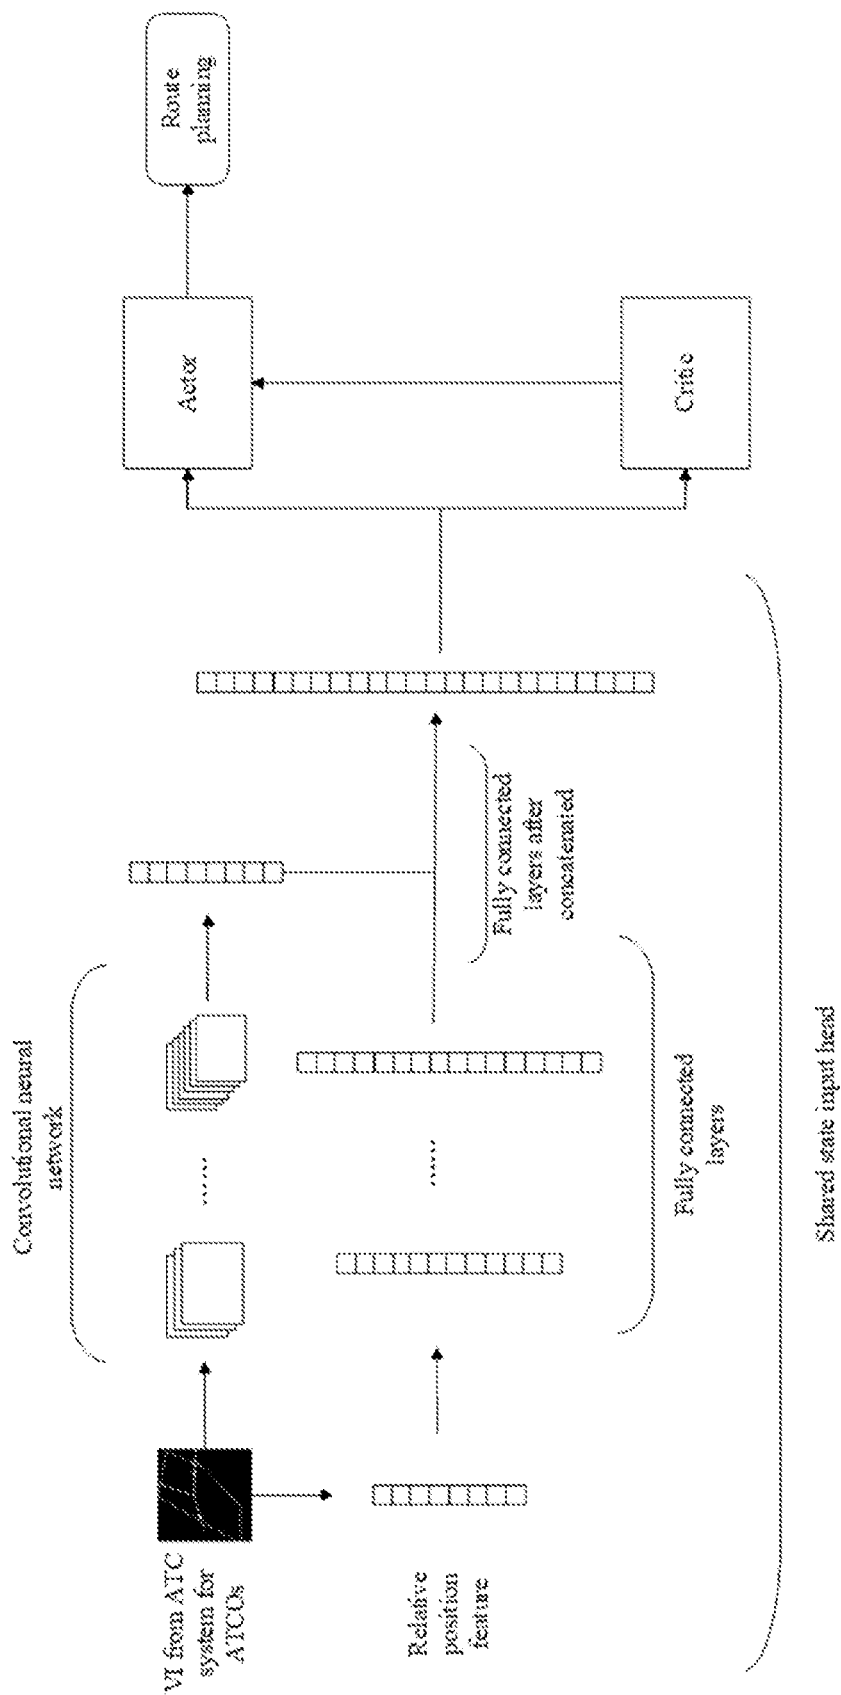 VI from ATC
system for
ATCOs
Relative
position
feature
Convolutional neural
network
Fully connected
layers
Fully connected
layers after
concatenated
Shared state input head
Actor
Critic
Route
planning